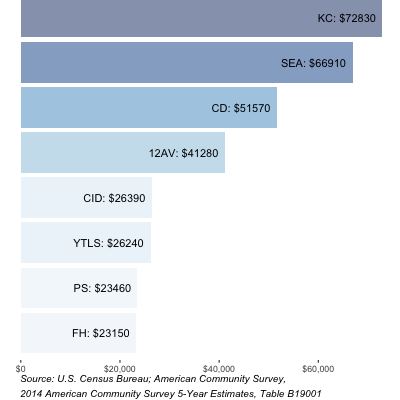 KC: $72830
SEA: $66910
CD: $51570
12AV: $41280
CID: $26390
YTLS: $26240
PS: $23460
FH: $23150
$0 $20,000 $40,000 $60,000
Source: U.S. Census Bureau; American Community Survey,
2014 American Community Survey 5-Year Estimates, Table B19001